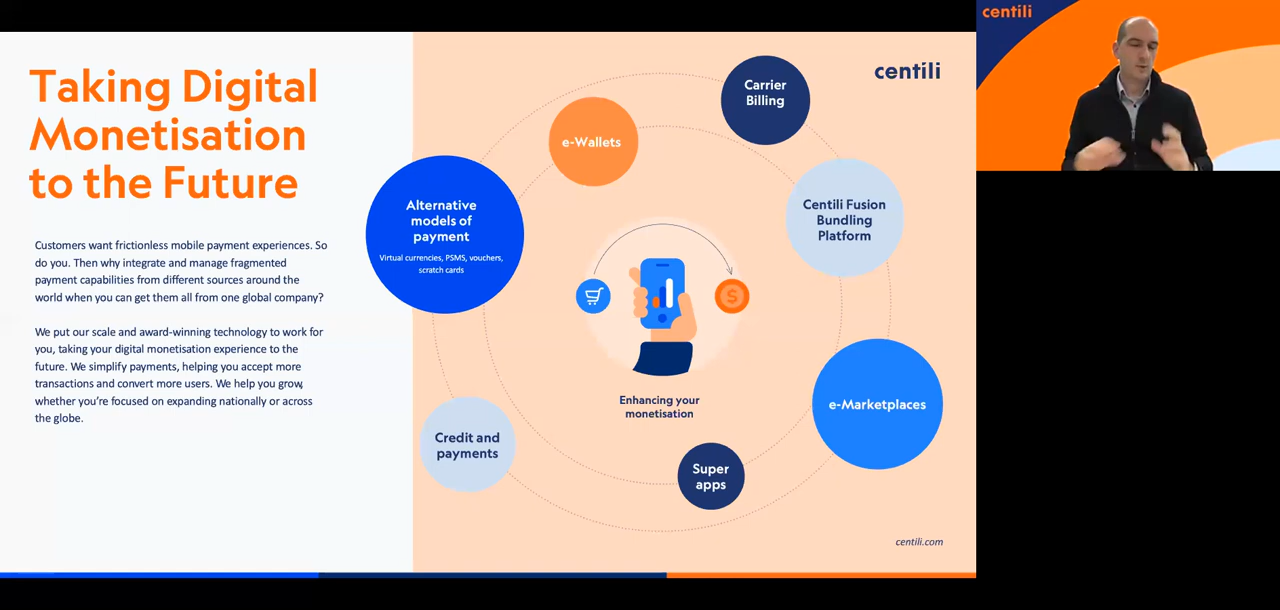 Taking Digital
Monetisation
to the Future
Customers want frictionless mobile payment experiences. So
do you. Then why integrate and manage fragmented
payment capabilities from different sources around the
world when you can get them all from one global company?
We put our scale and award-winning technology to work for
you, taking your digital monetisation experience to the
future. We simplify payments, helping you accept more
transactions and convert more users. We help you grow,
whether you're focused on expanding nationally or across
the globe.
centili
Carrier
Billing
e-Wallets
Alternative
models of
payment
Virtual currencies, PSMS, vouchers,
scratch cards
Centili Fusion
Bundling
Platform
$
Enhancing your
monetisation
e-Marketplaces
Credit and
payments
Super
apps
centili.com
centili